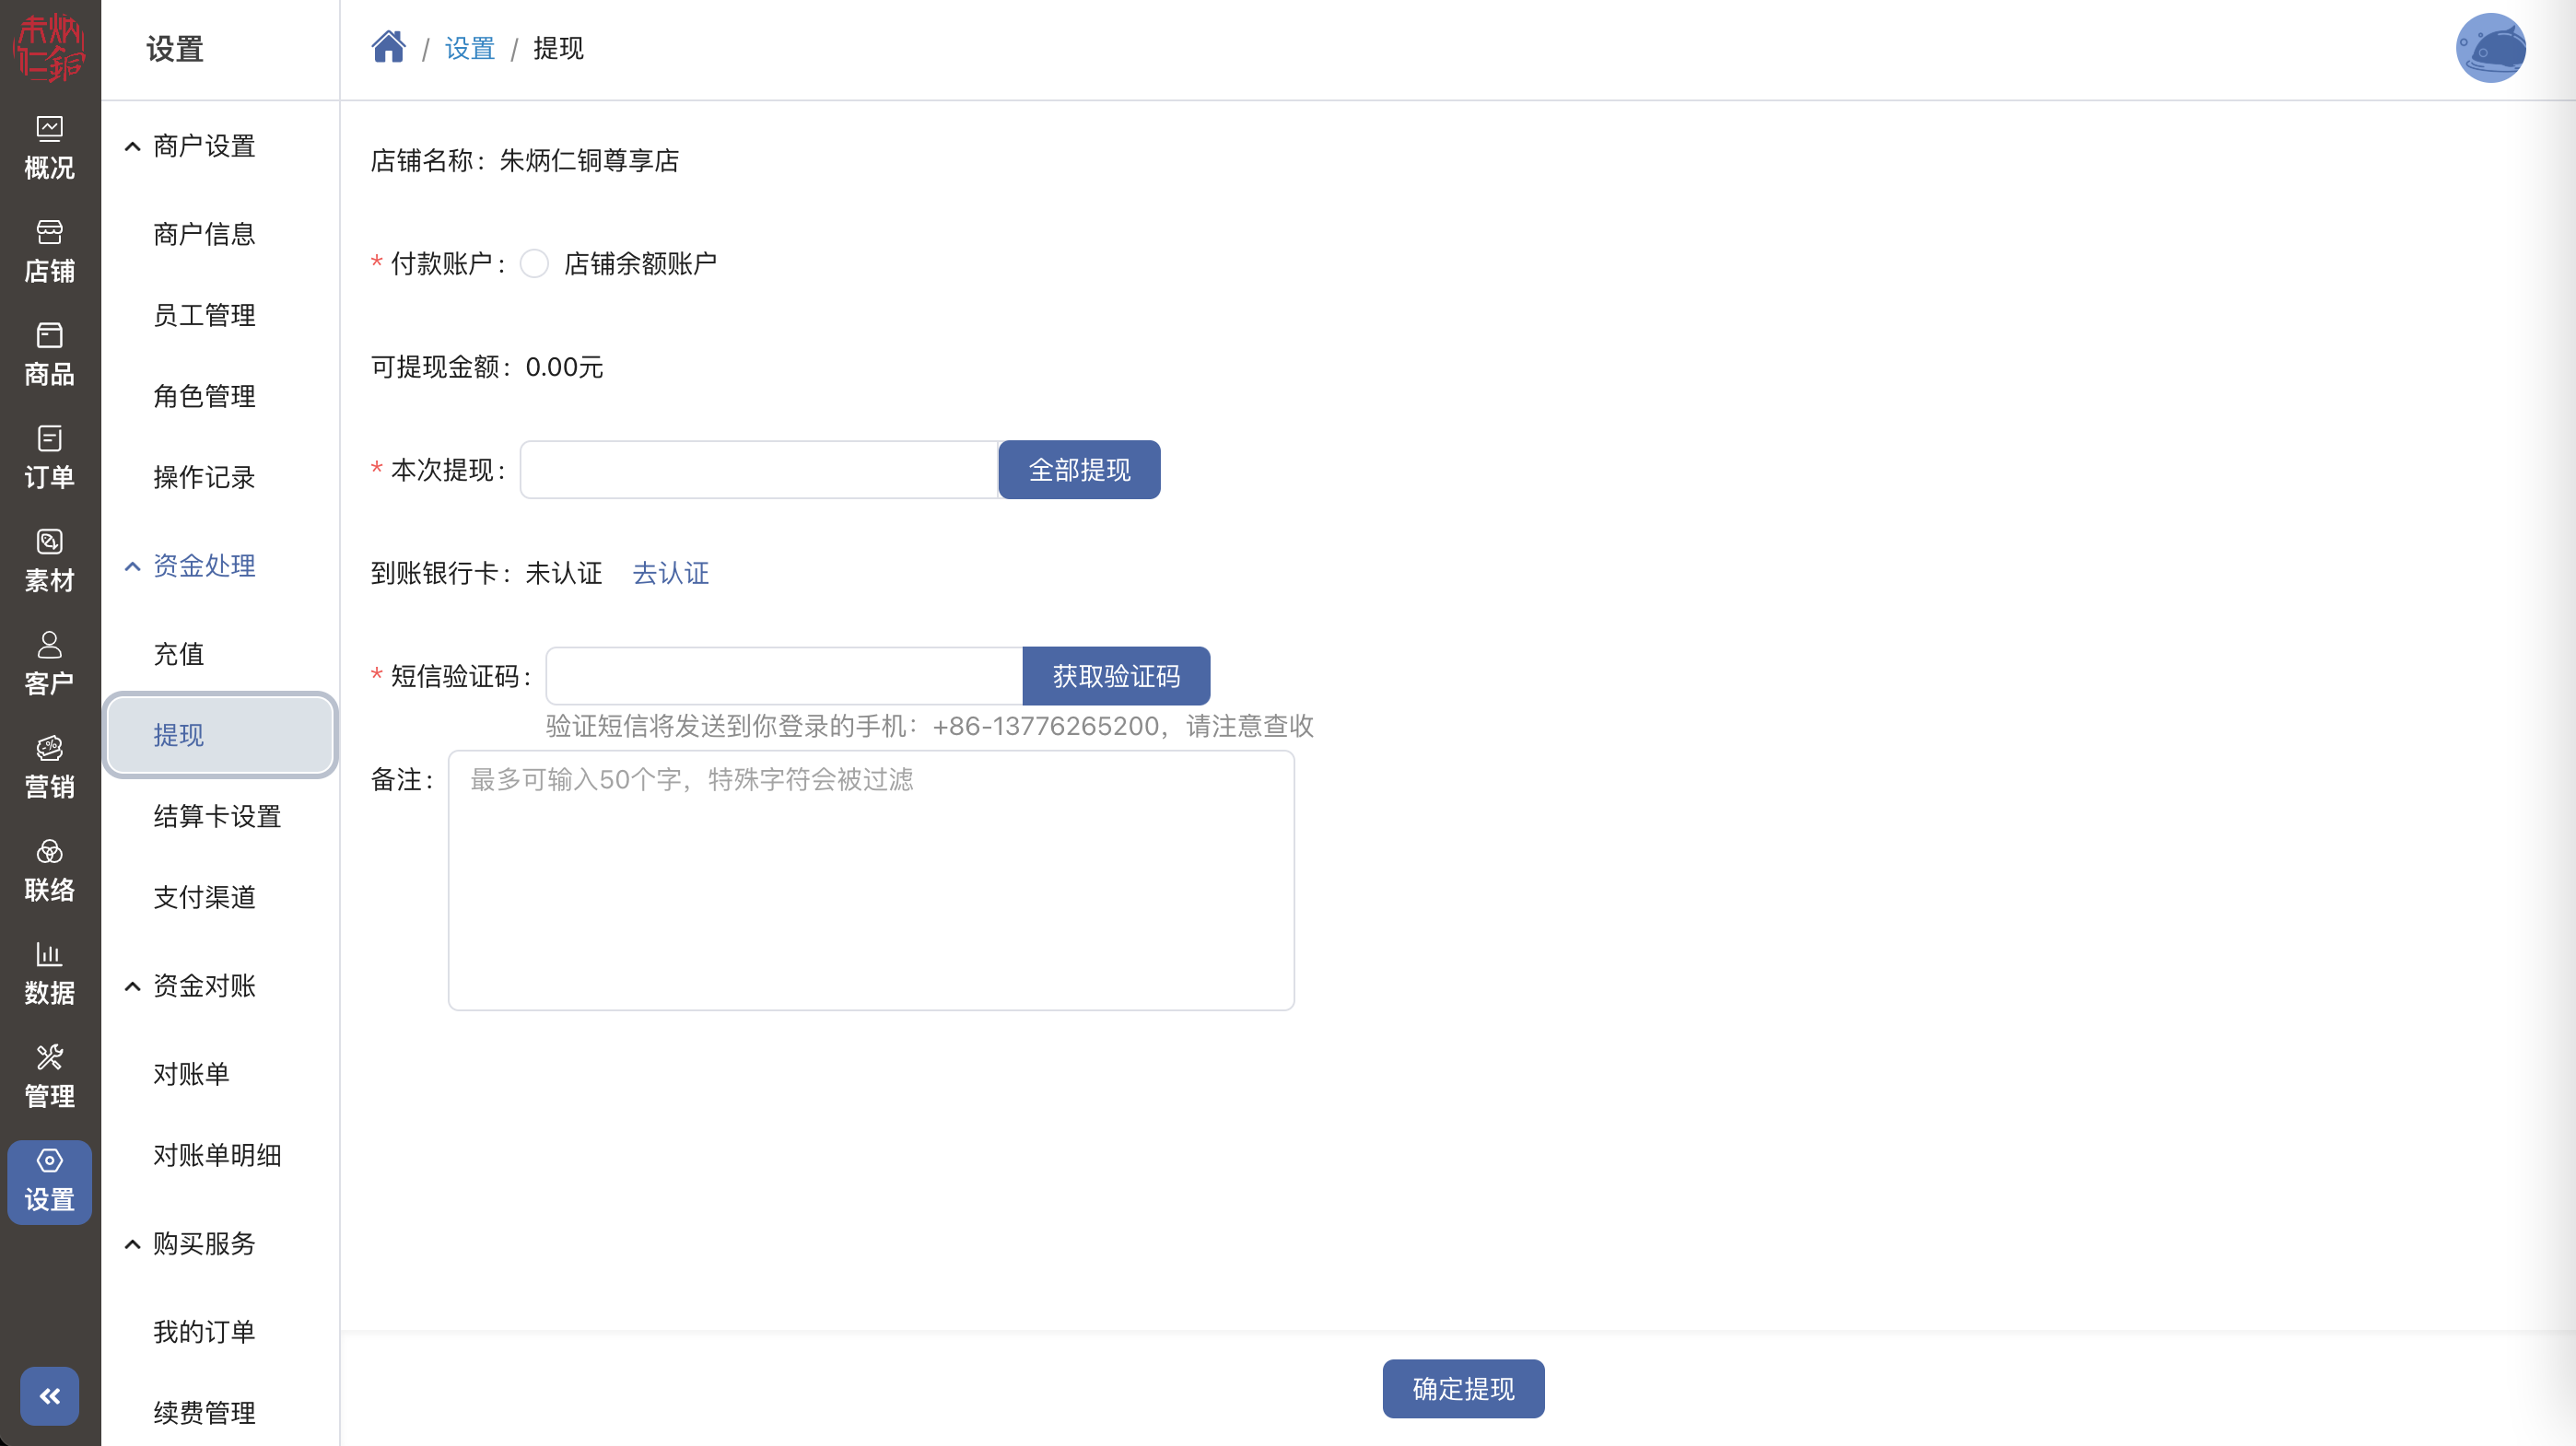 朱炳
仁銅
概况
店铺
商品
订单
素材
客户
营销
联络
数据
管理
设置
设置
商户设置
商户信息
员工管理
角色管理
操作记录
资金处理
充值
提现
结算卡设置
支付渠道
资金对账
对账单
对账单明细
购买服务
我的订单
续费管理
/ 设置 / 提现
店铺名称：朱炳仁铜尊享店
* 付款账户： 店铺余额账户
可提现金额：0.00元
* 本次提现： 全部提现
到账银行卡：未认证 去认证
* 短信验证码： 获取验证码
验证短信将发送到你登录的手机：+86-13776265200，请注意查收
备注： 最多可输入50个字，特殊字符会被过滤
确定提现